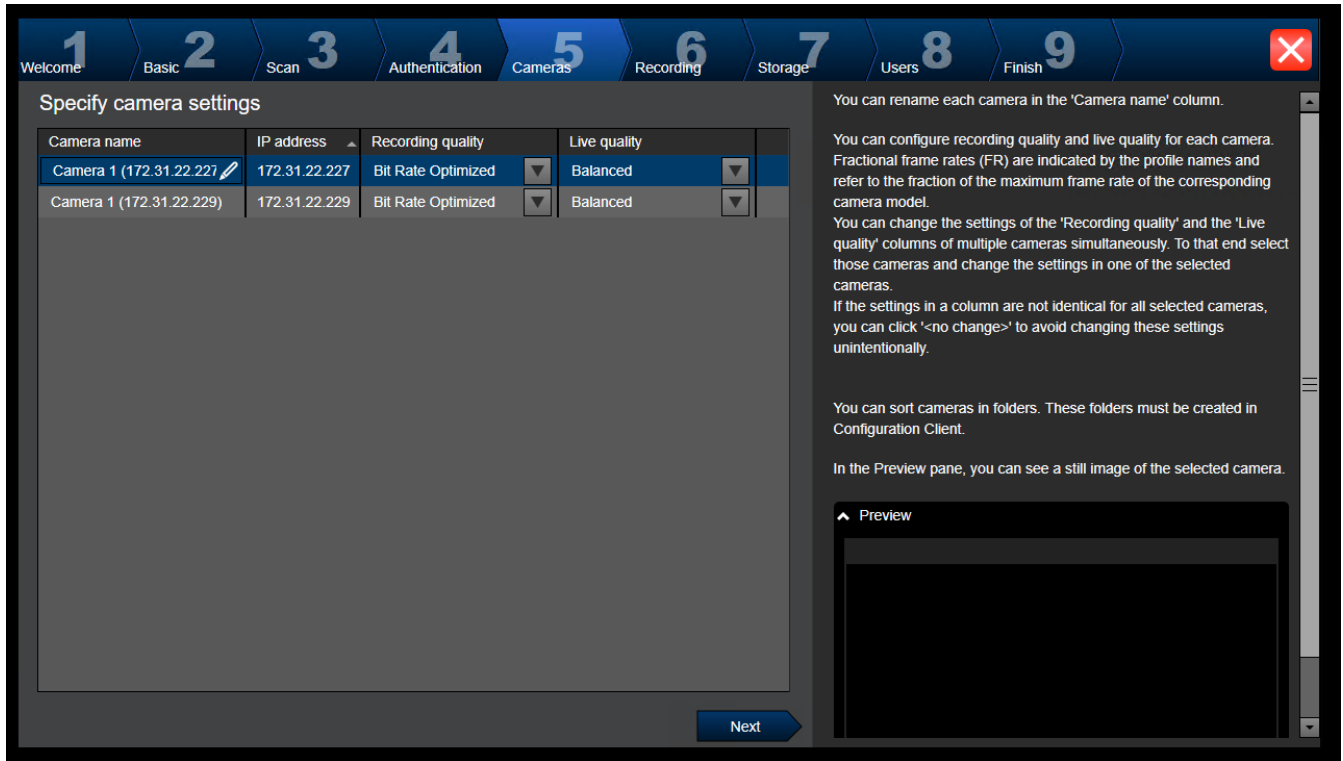 1 Welcome
2 Basic
3 Scan
4 Authentication
5 Cameras
6 Recording
7 Storage
8 Users
9 Finish
Specify camera settings
Camera name IP address Recording quality Live quality
Camera 1 (172.31.22.227 172.31.22.227 Bit Rate Optimized Balanced
Camera 1 (172.31.22.229) 172.31.22.229 Bit Rate Optimized Balanced
Next
You can rename each camera in the 'Camera name' column.
You can configure recording quality and live quality for each camera.
Fractional frame rates (FR) are indicated by the profile names and
refer to the fraction of the maximum frame rate of the corresponding
camera model.
You can change the settings of the 'Recording quality' and the 'Live
quality' columns of multiple cameras simultaneously. To that end select
those cameras and change the settings in one of the selected
cameras.
If the settings in a column are not identical for all selected cameras,
you can click '<no change>' to avoid changing these settings
unintentionally.
You can sort cameras in folders. These folders must be created in
Configuration Client.
In the Preview pane, you can see a still image of the selected camera.
Preview